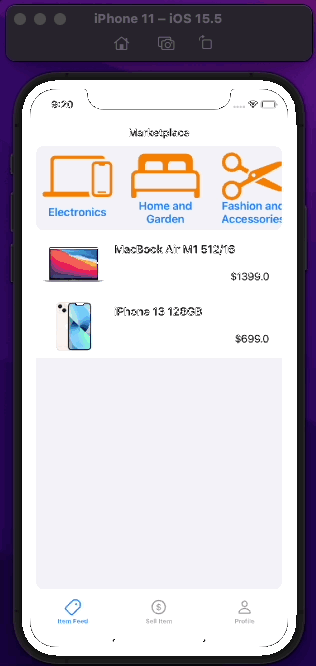 iPhone 11 – iOS 15.5
9:20
Marketplace
Electronics
Home and
Garden
Fashion and
Accessories
MacBook Air M1 512/16
$1399.0
iPhone 13 128GB
$699.0
Item Feed
Sell Item
Profile